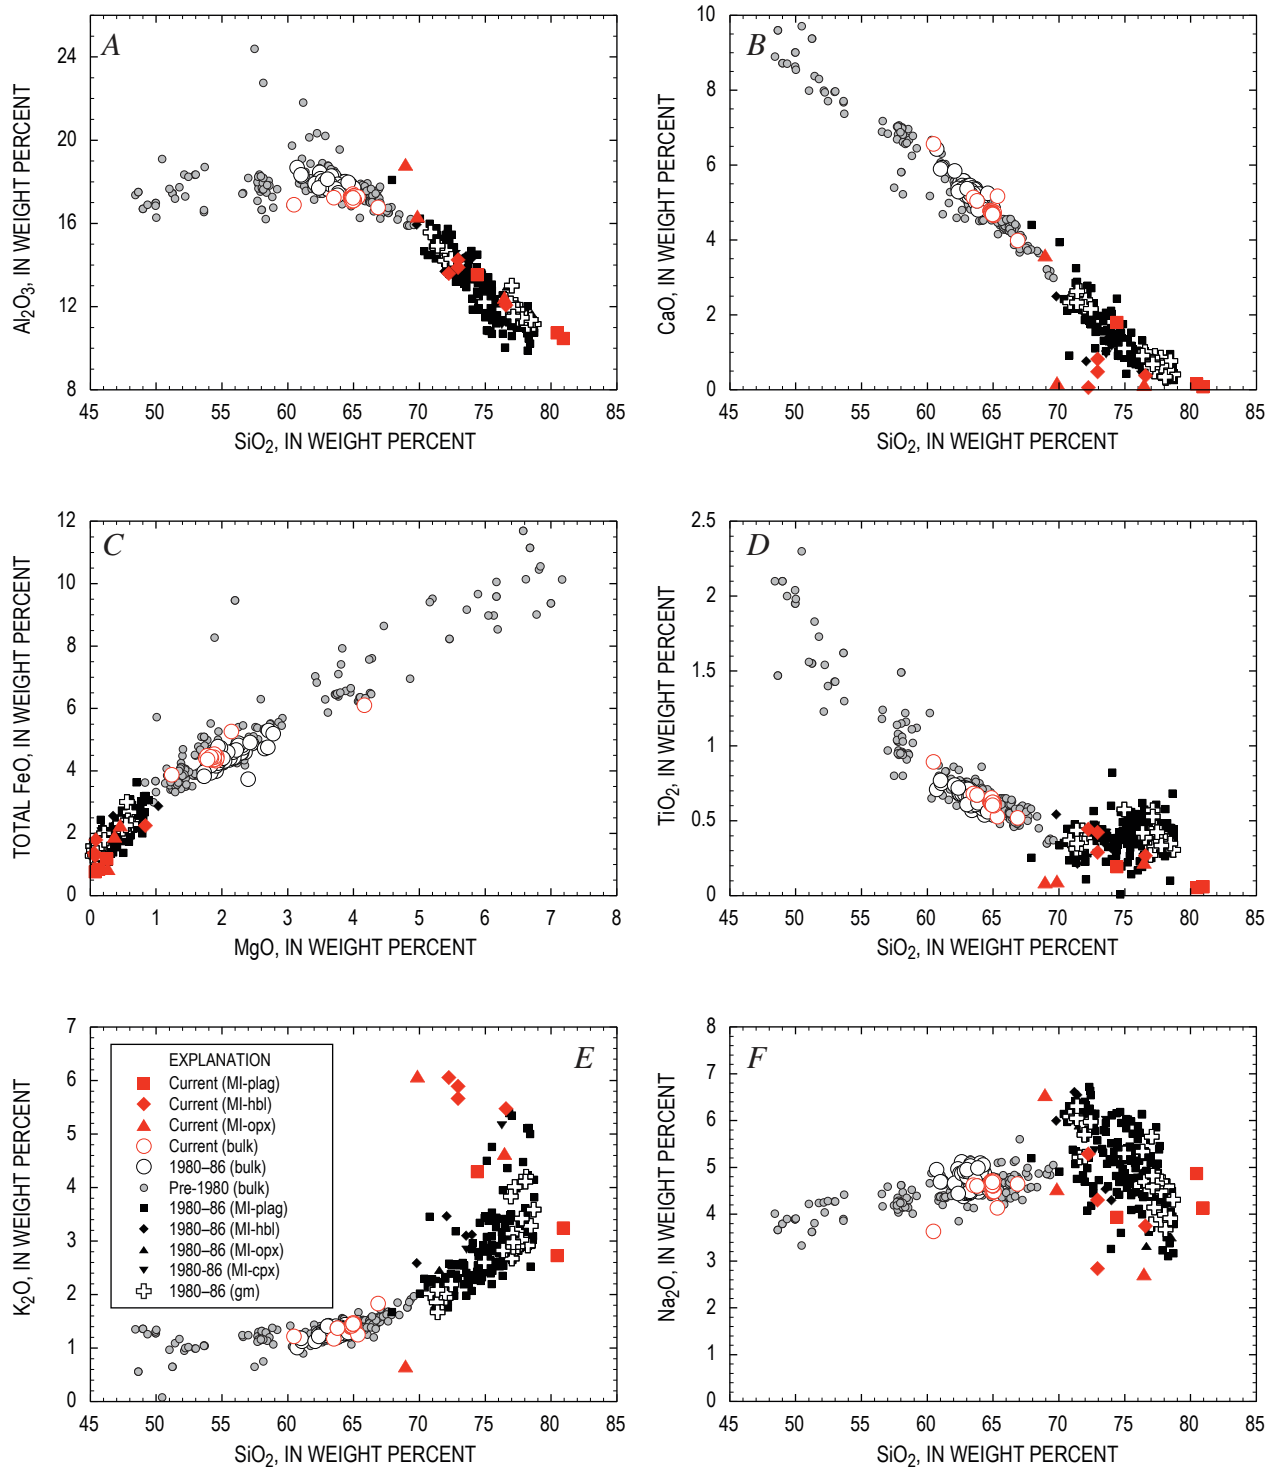 A
Al2O3, IN WEIGHT PERCENT
24
20
16
12
8
45 50 55 60 65 70 75 80 85
SiO2, IN WEIGHT PERCENT
B
CaO, IN WEIGHT PERCENT
10
8
6
4
2
0
45 50 55 60 65 70 75 80 85
SiO2, IN WEIGHT PERCENT
C
TOTAL FeO, IN WEIGHT PERCENT
12
10
8
6
4
2
0
0 1 2 3 4 5 6 7 8
MgO, IN WEIGHT PERCENT
D
TiO2, IN WEIGHT PERCENT
2.5
2
1.5
1
0.5
0
45 50 55 60 65 70 75 80 85
SiO2, IN WEIGHT PERCENT
E
K2O, IN WEIGHT PERCENT
7
6
5
4
3
2
1
0
EXPLANATION
Current (MI-plag)
Current (MI-hbl)
Current (MI-opx)
Current (bulk)
1980–86 (bulk)
Pre-1980 (bulk)
1980–86 (MI-plag)
1980–86 (MI-hbl)
1980–86 (MI-opx)
1980-86 (MI-cpx)
1980–86 (gm)
45 50 55 60 65 70 75 80 85
SiO2, IN WEIGHT PERCENT
F
Na2O, IN WEIGHT PERCENT
8
7
6
5
4
3
2
1
0
45 50 55 60 65 70 75 80 85
SiO2, IN WEIGHT PERCENT